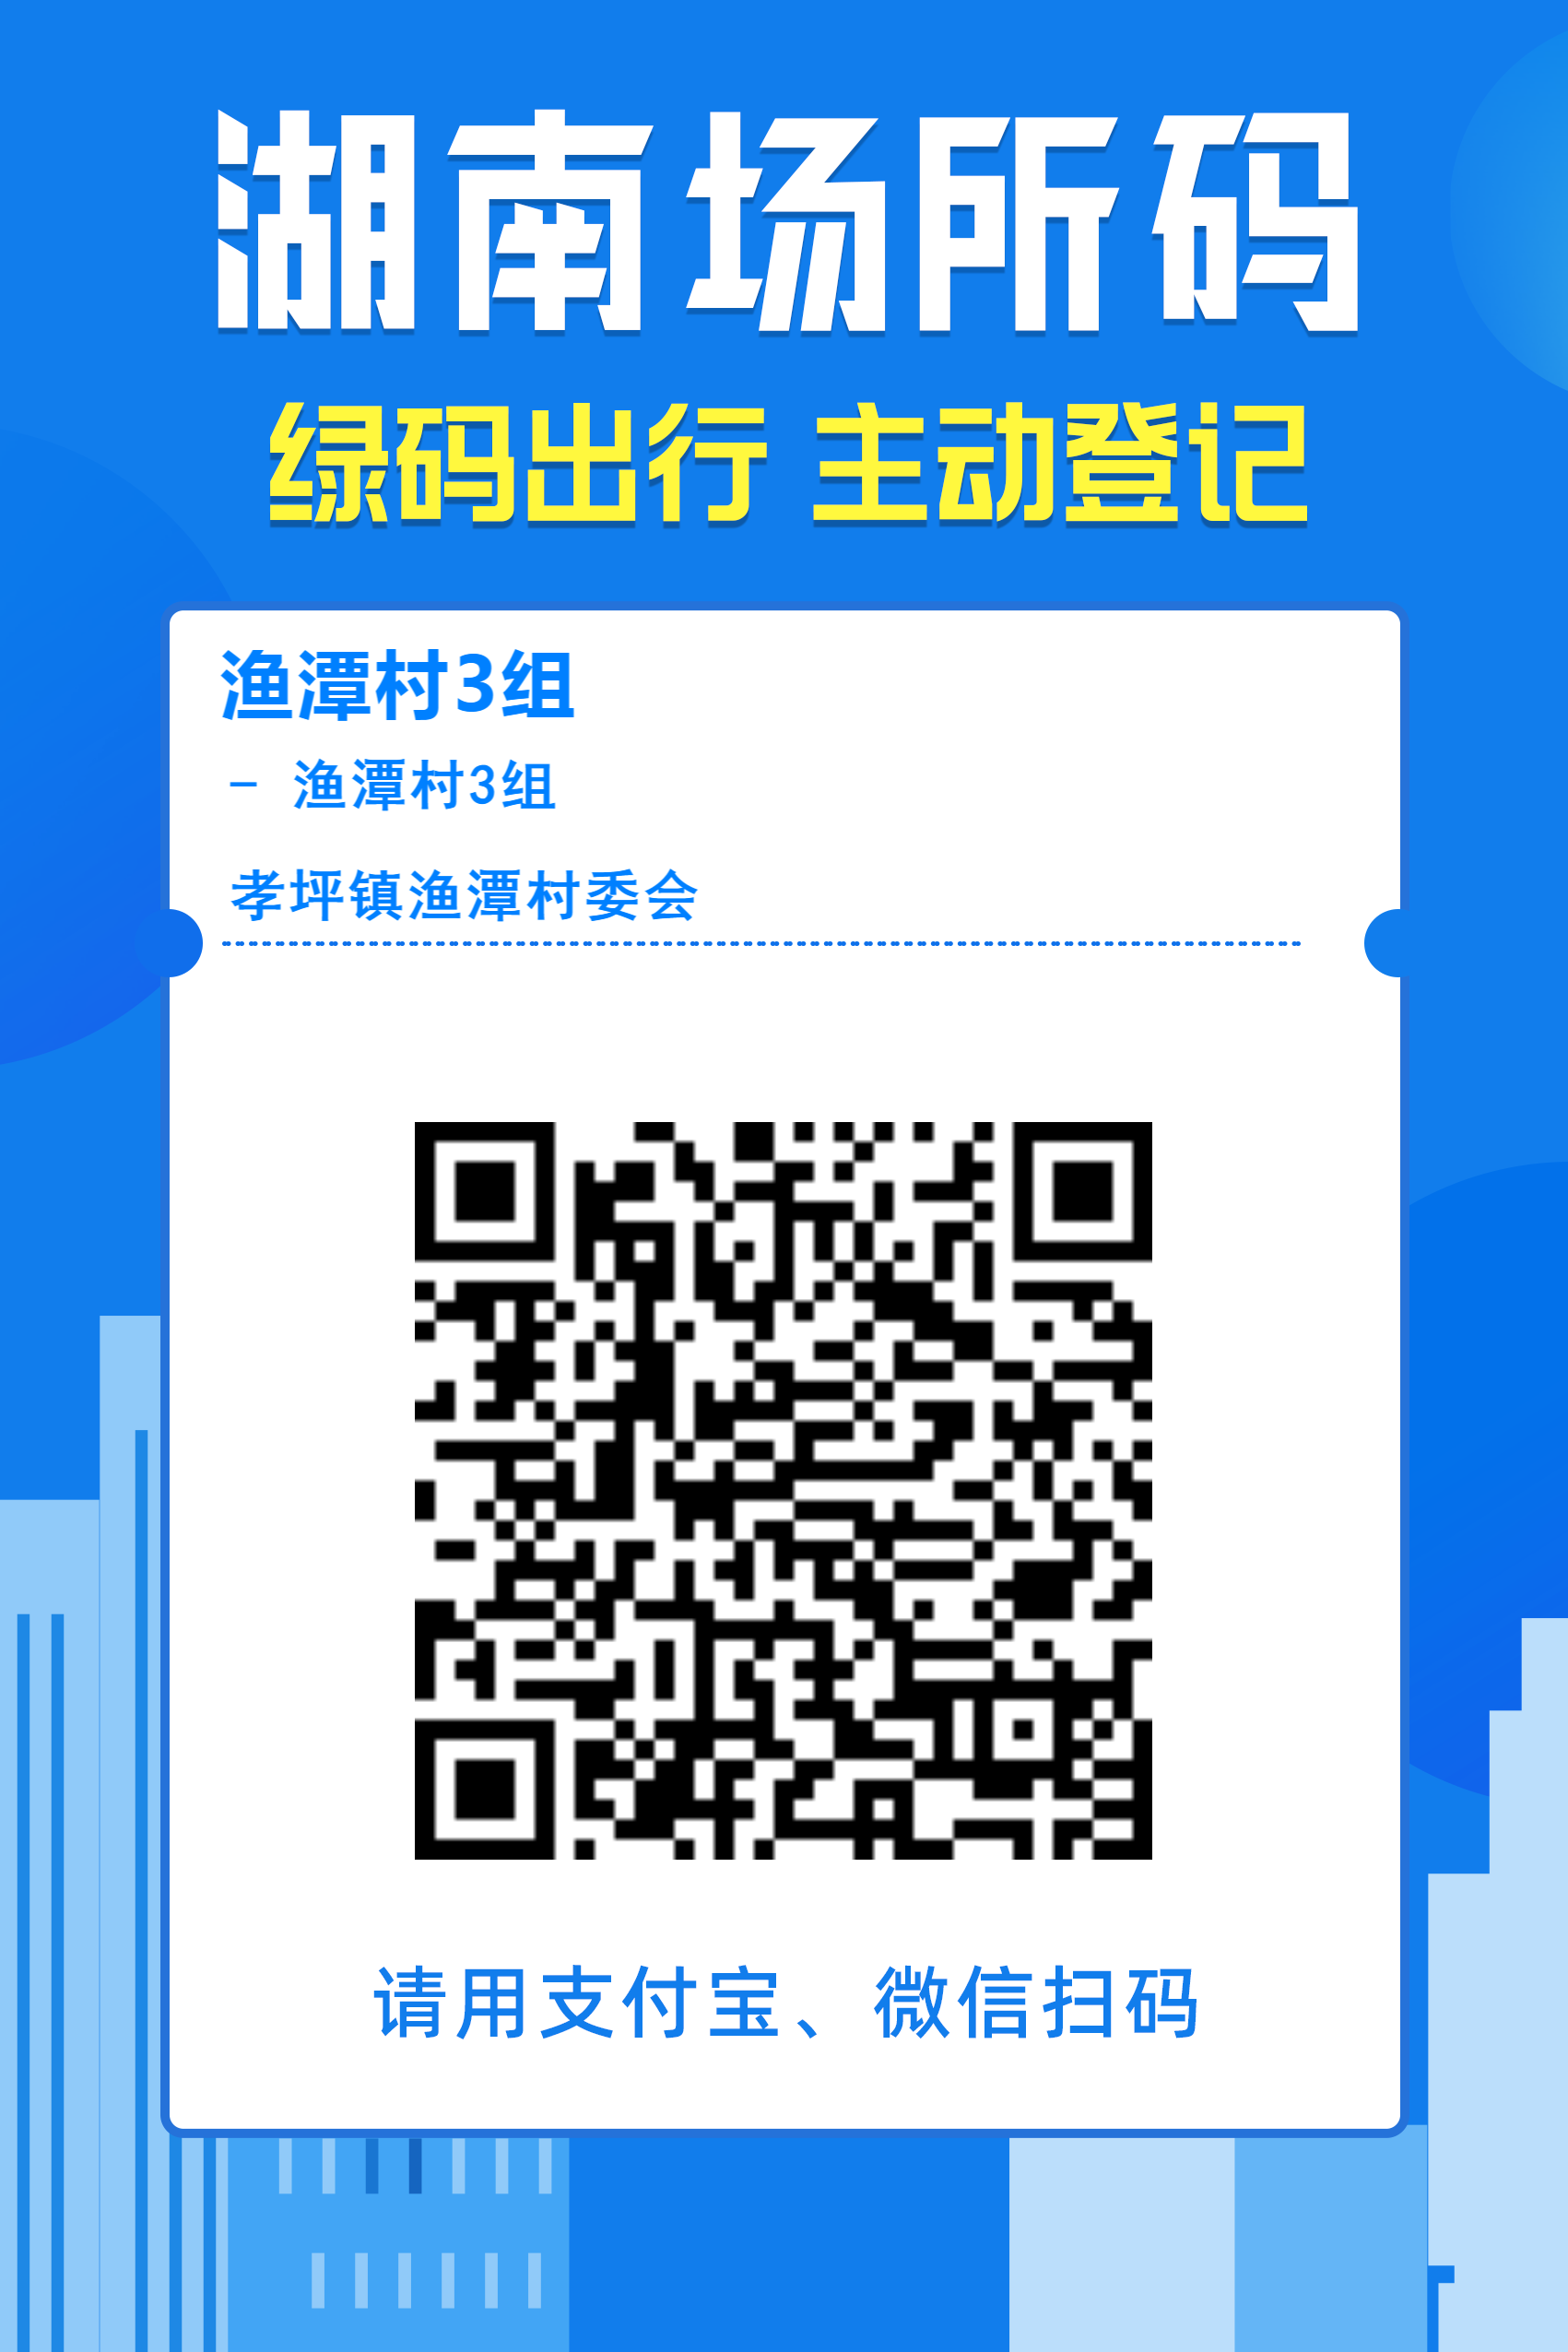 湖南场所码
绿码出行 主动登记
渔潭村3组
- 渔潭村3组
孝坪镇渔潭村委会
请用支付宝、微信扫码